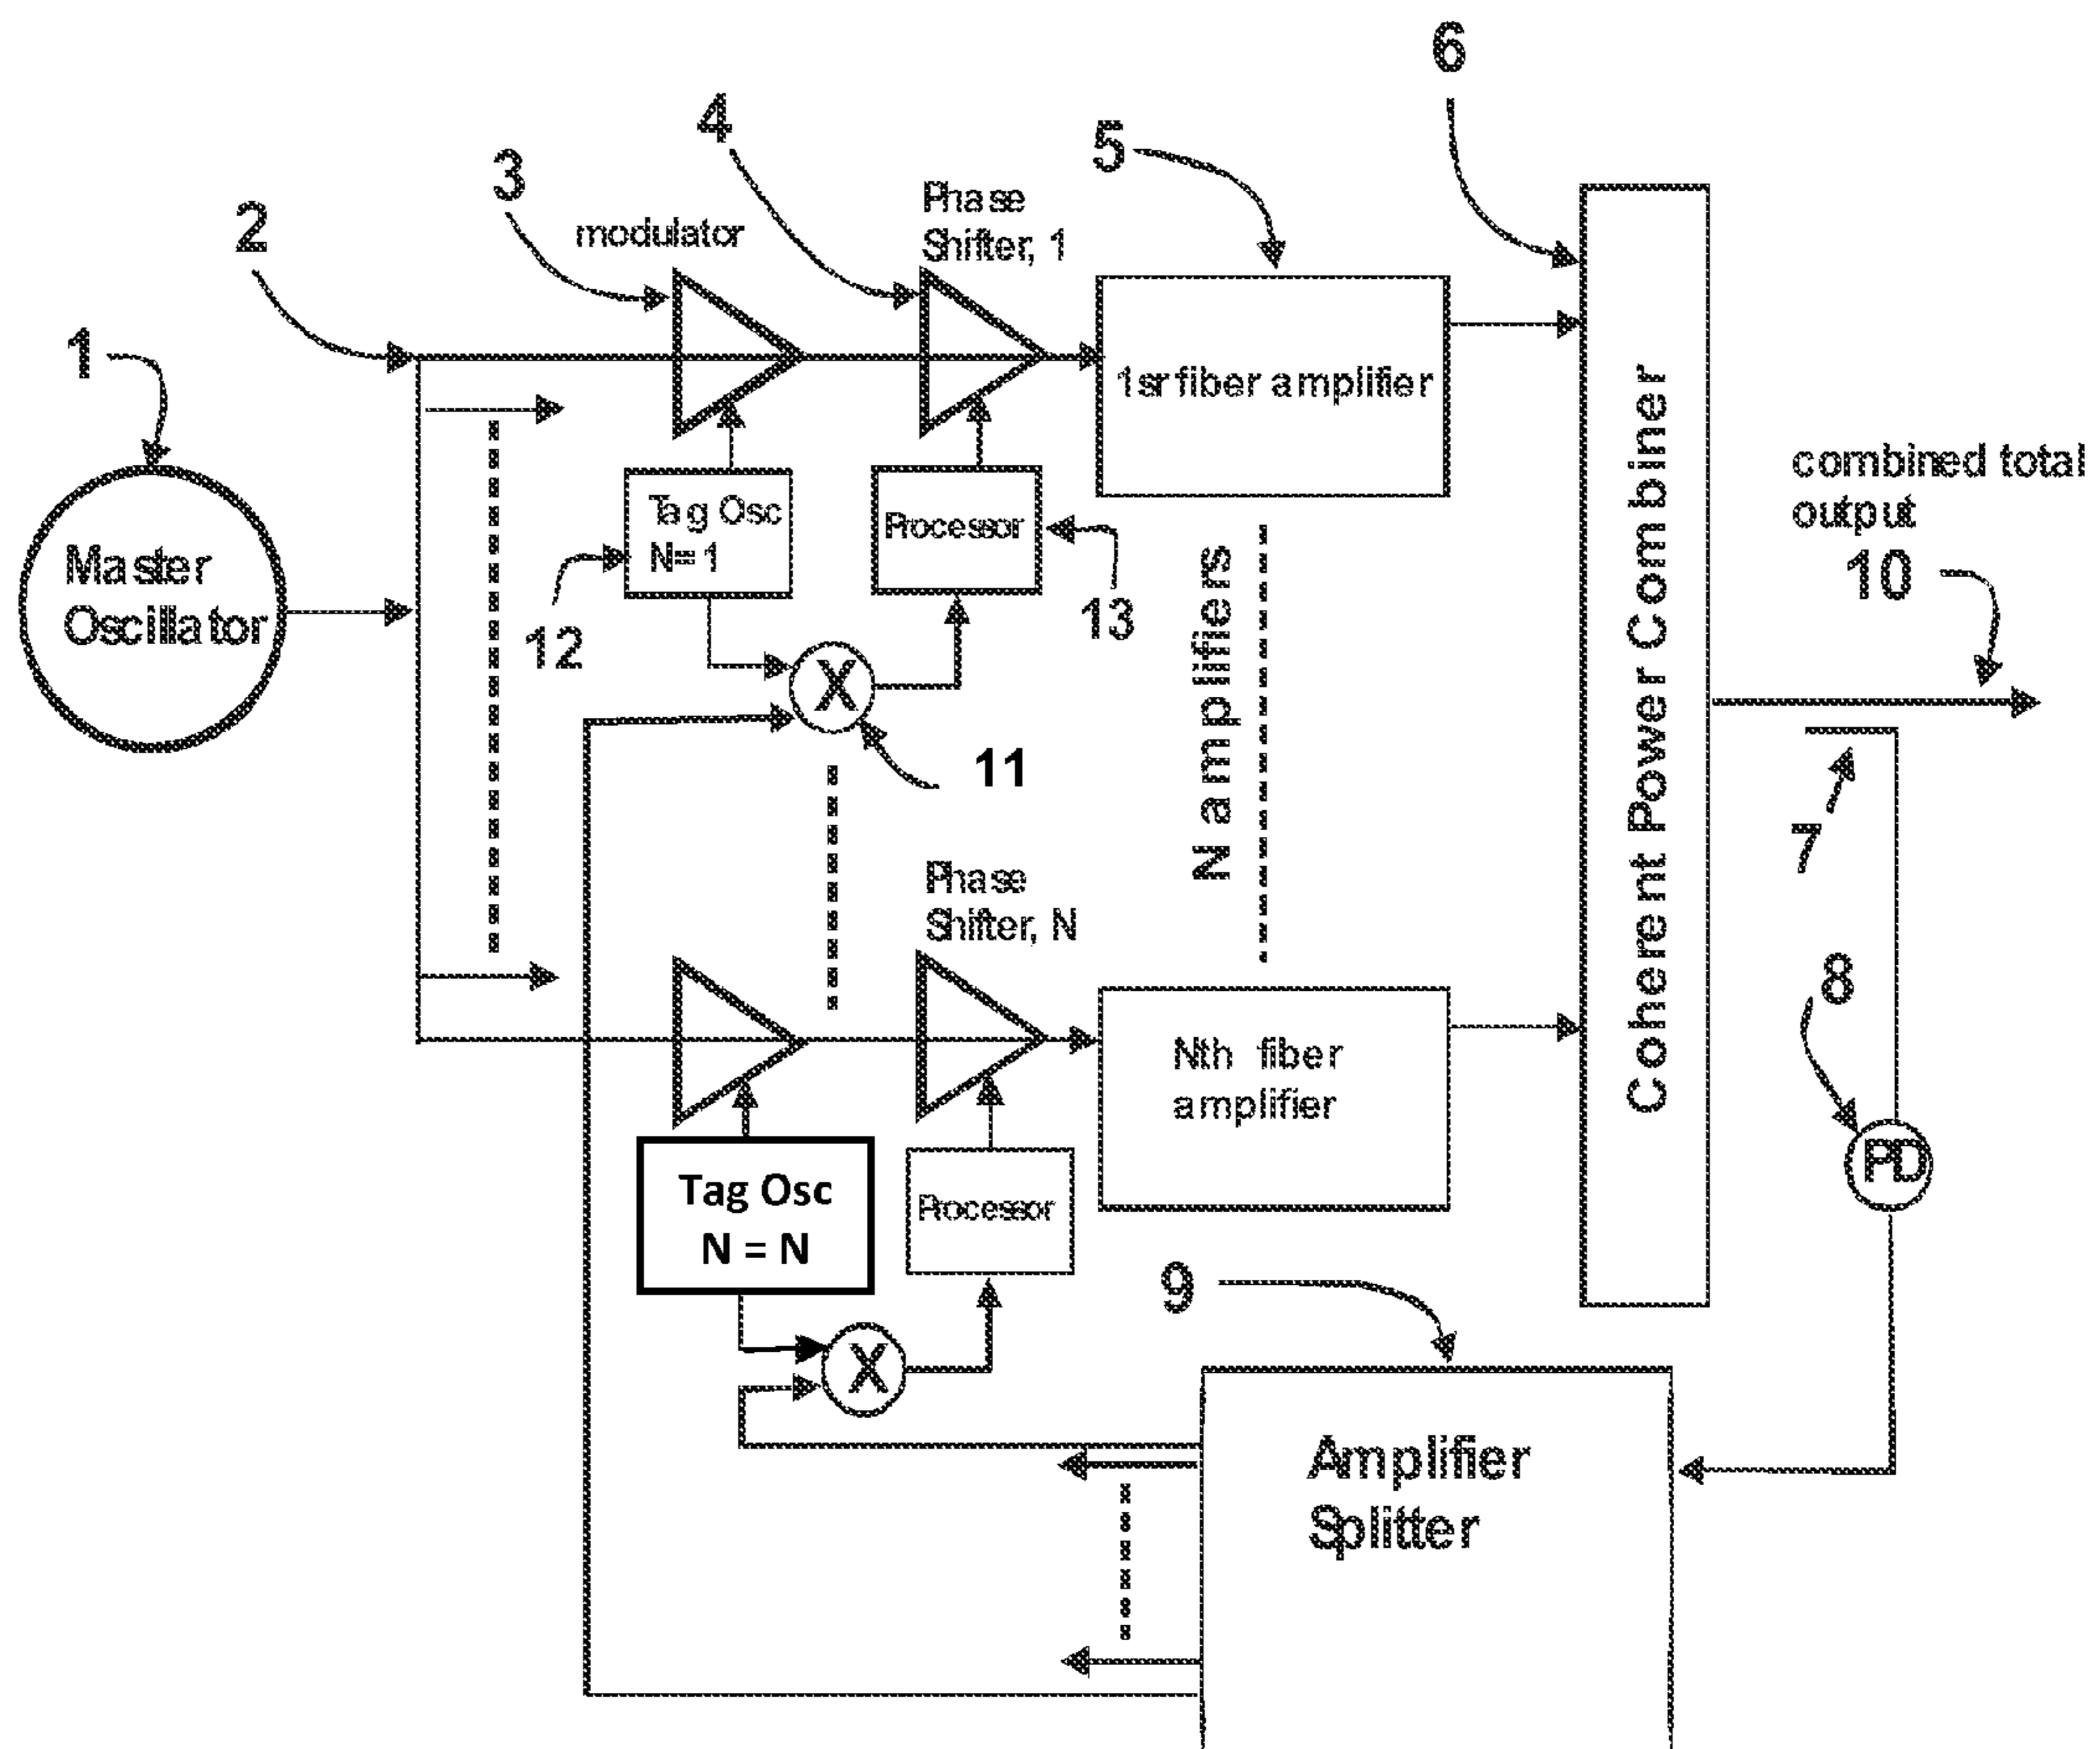 6
4
5
3
Phase
Shifter, 1
modulator
2
1
1sr fiber amplifier
Master
Oscillator
Tag Osc
N= 1
Processor
12
13
X
11
N amplifiers
Coherent Power Combiner
combined total
output
10
7
8
PD
Phase
Shifter, N
Nth fiber
amplifier
Tag Osc
N = N
Processor
X
9
Amplifier
Splitter